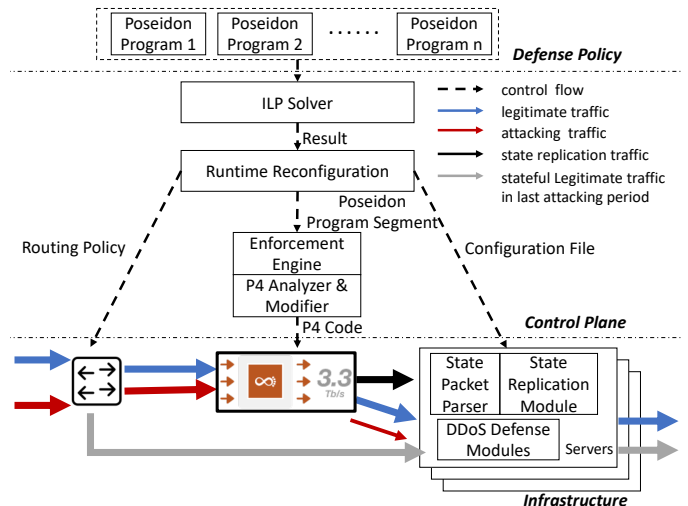 Poseidon Program 1
Poseidon Program 2
......
Poseidon Program n
Defense Policy
ILP Solver
control flow
legitimate traffic
attacking traffic
state replication traffic
stateful Legitimate traffic
in last attacking period
Result
Runtime Reconfiguration
Poseidon
Program Segment
Routing Policy
Configuration File
Enforcement
Engine
P4 Analyzer &
Modifier
P4 Code
Control Plane
3.3
Tb/s
State
Packet
Parser
State
Replication
Module
DDoS Defense
Modules
Servers
Infrastructure